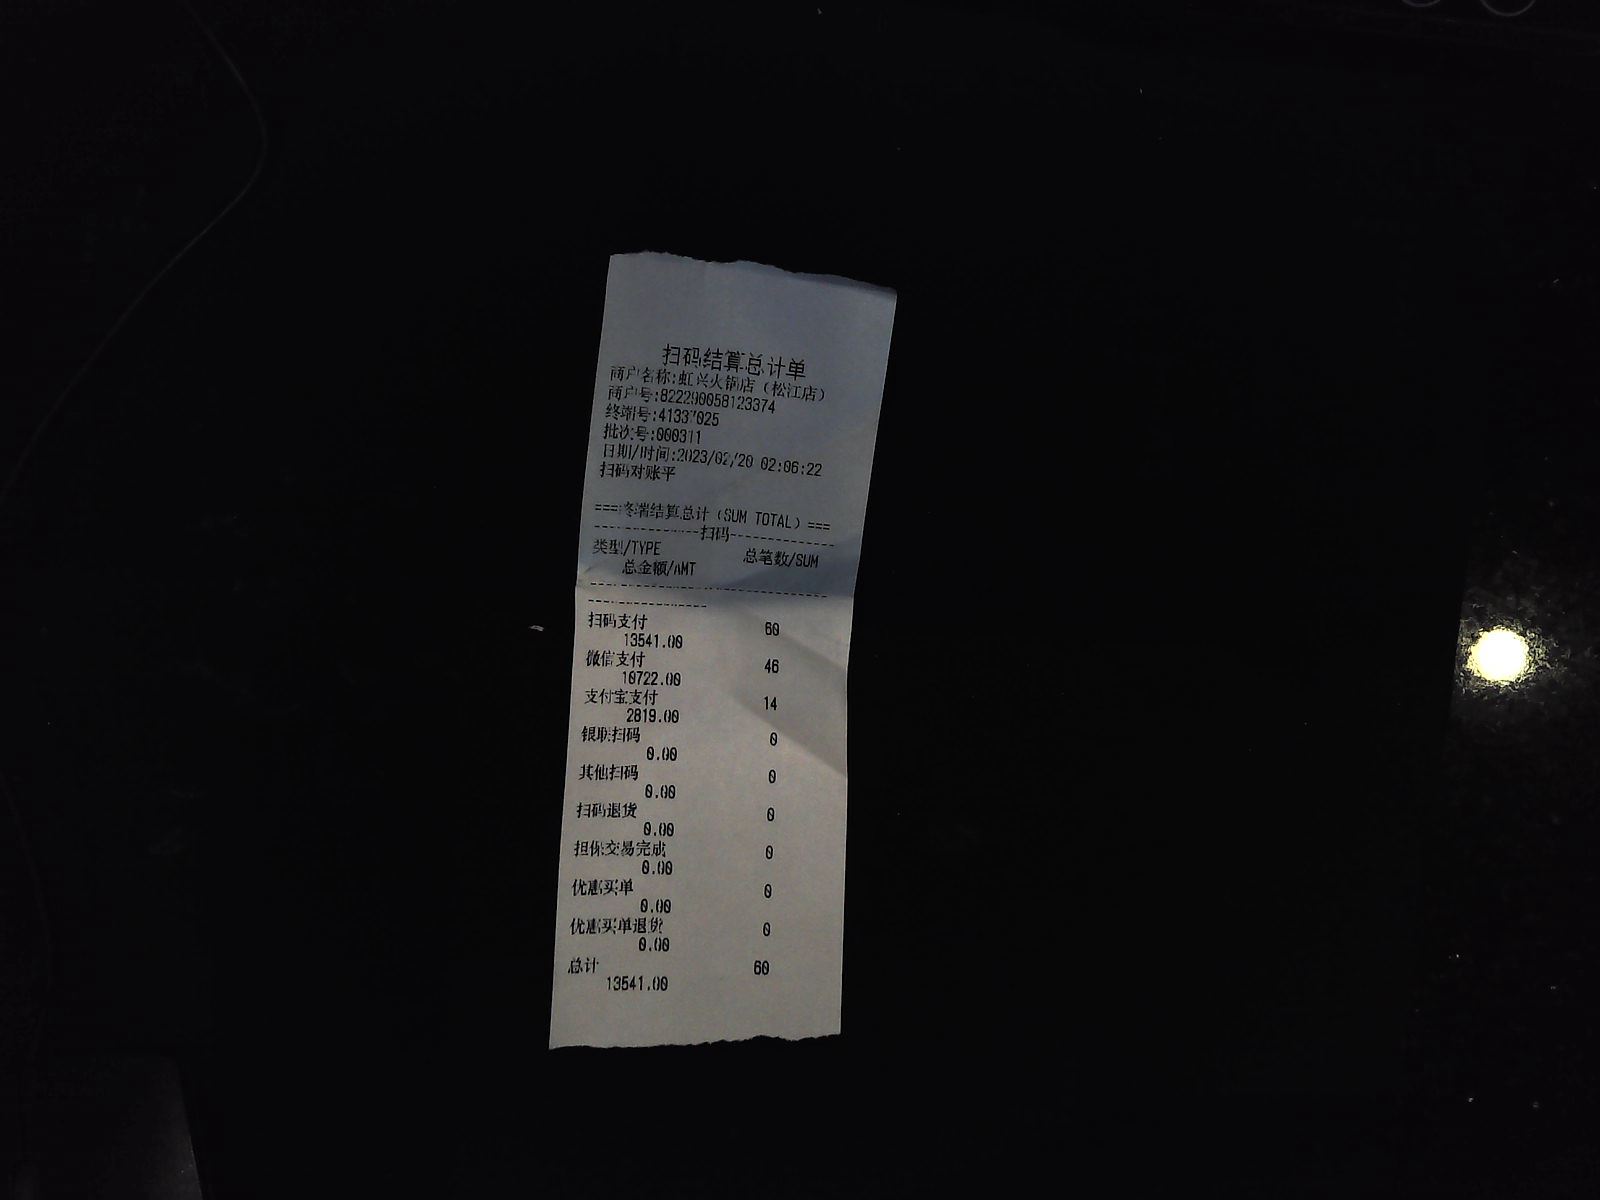 扫码结算总计单
商户名称:虹兴火锅店（松江店）
商户号:822290058123374
终端号:41337025
批次号:000311
日期/时间:2023/02/20 02:06:22
扫码对账平
===终端结算总计（SUM TOTAL）===
---------------扫码---------------
类型/TYPE 总笔数/SUM
总金额/AMT
----------------------------------
-----------------
扫码支付 60
13541.00
微信支付 46
10722.00
支付宝支付 14
2819.00
银联扫码 0
0.00
其他扫码 0
0.00
扫码退货 0
0.00
担保交易完成 0
0.00
优惠买单 0
0.00
优惠买单退货 0
0.00
总计 60
13541.00